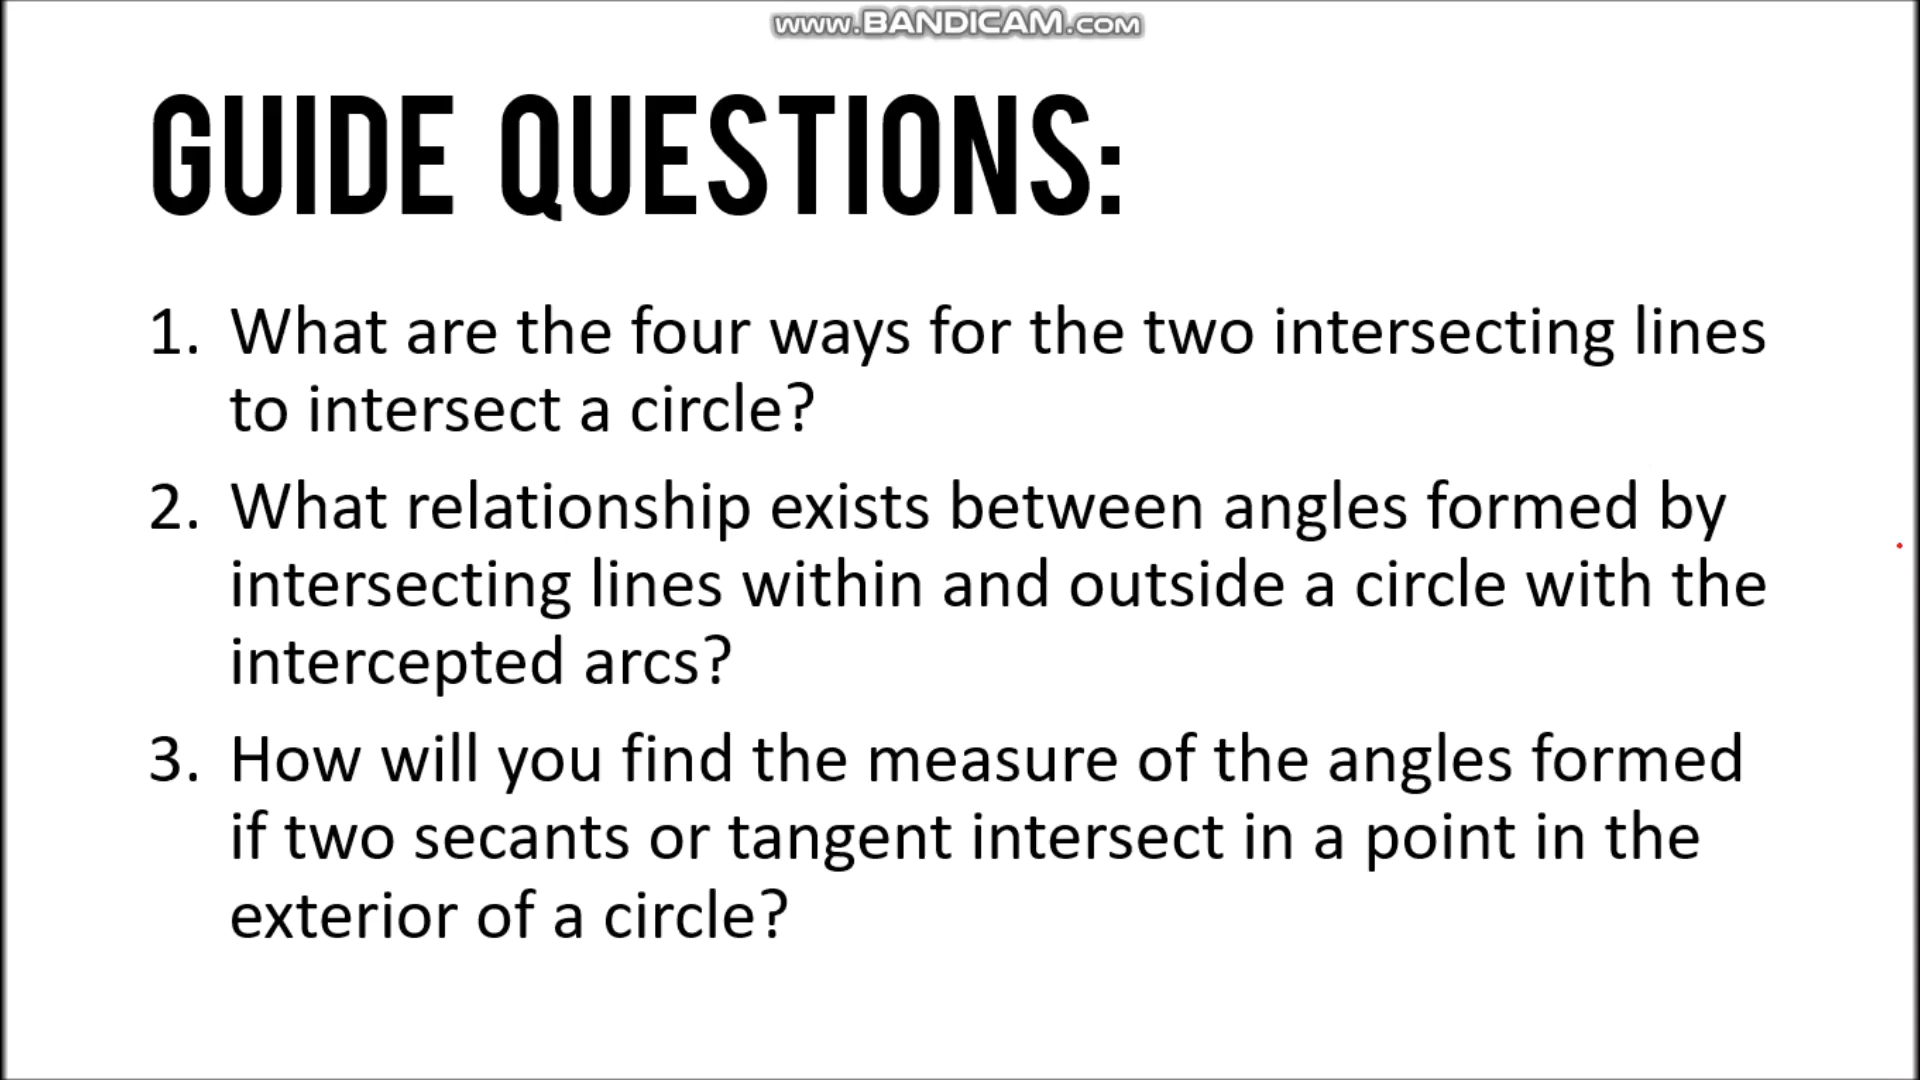 www.BANDICAM.com
GUIDE QUESTIONS:
1. What are the four ways for the two intersecting lines
to intersect a circle?
2. What relationship exists between angles formed by
intersecting lines within and outside a circle with the
intercepted arcs?
3. How will you find the measure of the angles formed
if two secants or tangent intersect in a point in the
exterior of a circle?